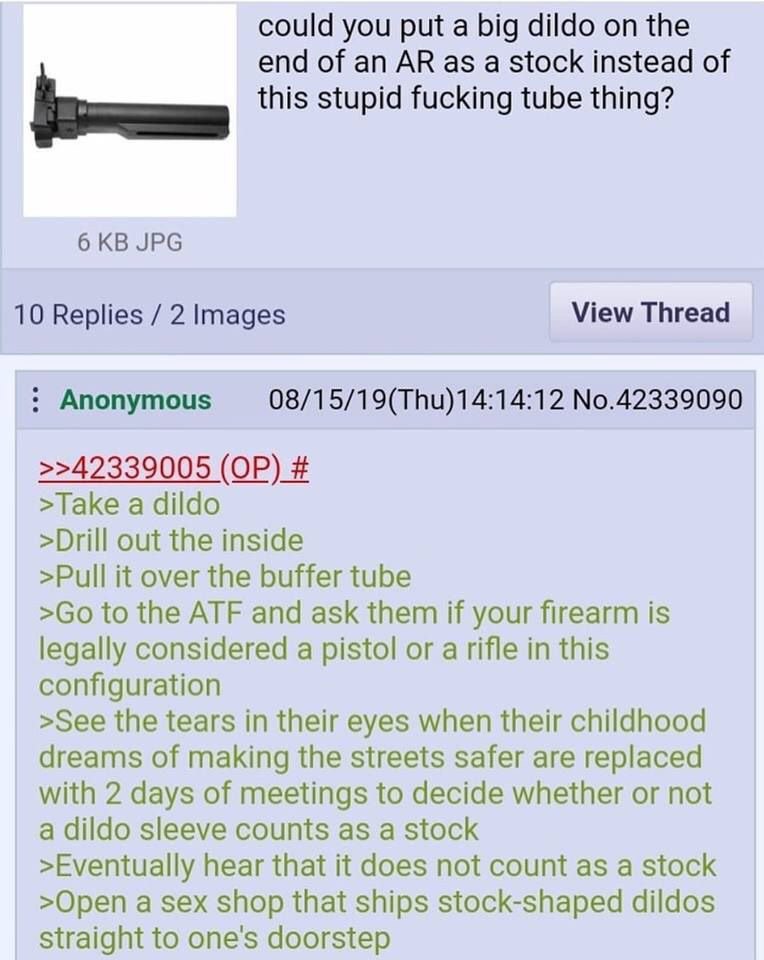 could you put a big dildo on the
end of an AR as a stock instead of
this stupid fucking tube thing?
6 KB JPG
10 Replies / 2 Images
View Thread
Anonymous 08/15/19(Thu)14:14:12 No.42339090
>>42339005 (OP) #
>Take a dildo
>Drill out the inside
>Pull it over the buffer tube
>Go to the ATF and ask them if your firearm is
legally considered a pistol or a rifle in this
configuration
>See the tears in their eyes when their childhood
dreams of making the streets safer are replaced
with 2 days of meetings to decide whether or not
a dildo sleeve counts as a stock
>Eventually hear that it does not count as a stock
>Open a sex shop that ships stock-shaped dildos
straight to one's doorstep